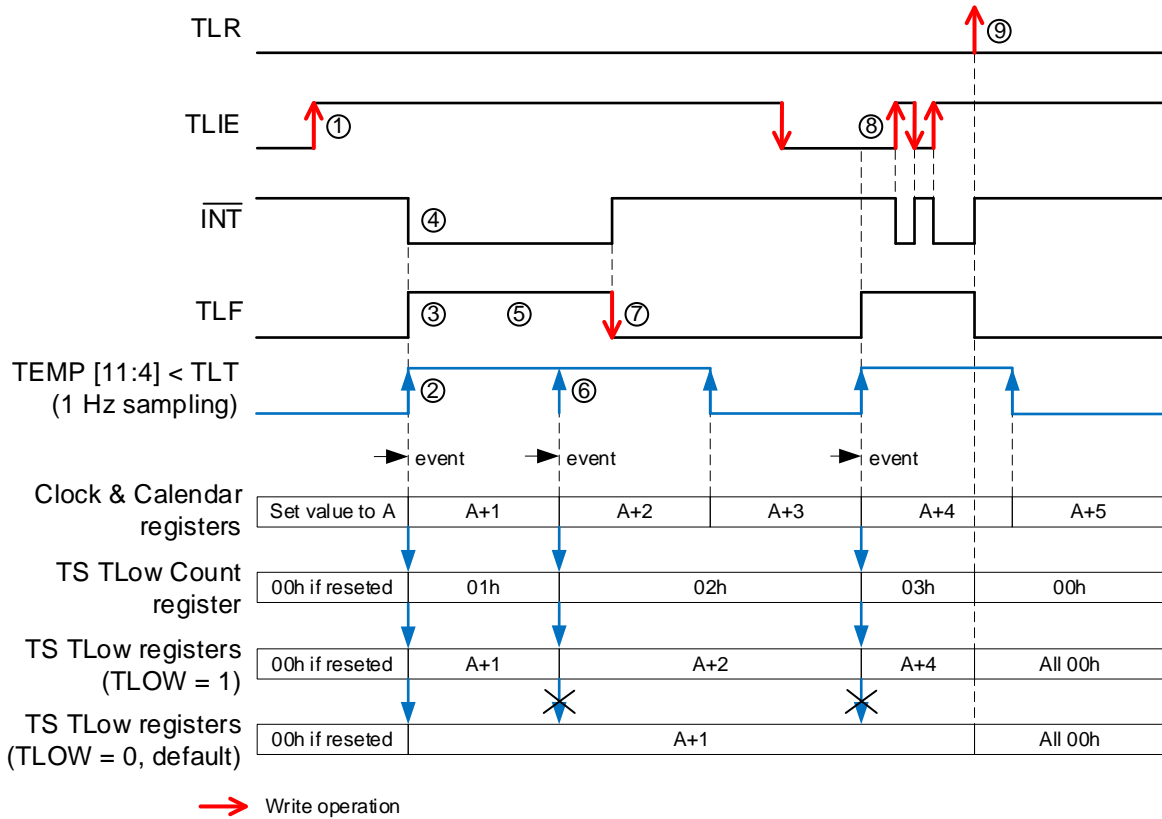 TLR
⑨
TLIE
①
⑧
INT
④
TLF
③
⑤
⑦
TEMP [11:4] < TLT
(1 Hz sampling)
②
⑥
event
event
event
Clock & Calendar
registers
Set value to A
A+1
A+2
A+3
A+4
A+5
TS TLow Count
register
00h if reseted
01h
02h
03h
00h
TS TLow registers
(TLOW = 1)
00h if reseted
A+1
A+2
A+4
All 00h
TS TLow registers
(TLOW = 0, default)
00h if reseted
A+1
All 00h
Write operation